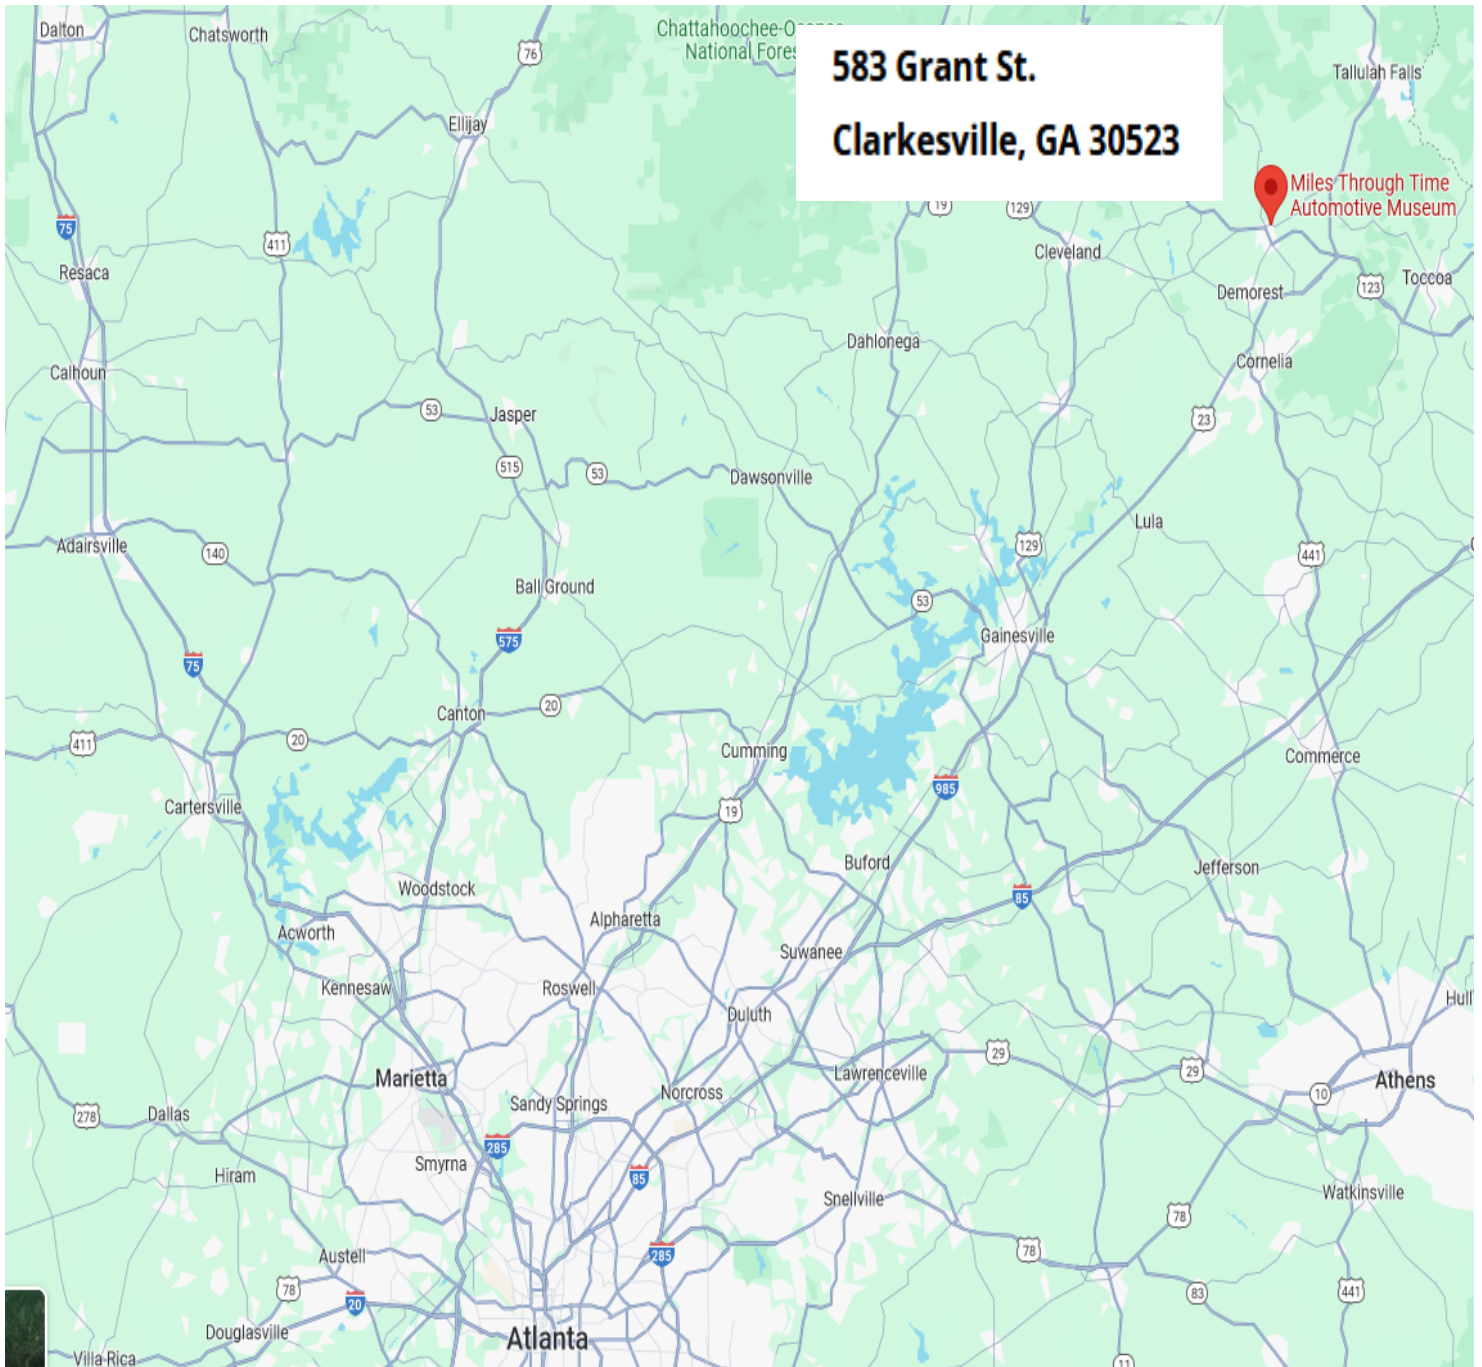 Dalton
Chatsworth
76
Chattahoochee-Oconee
National Fores
583 Grant St.
Clarkesville, GA 30523
Tallulah Falls
Ellijay
Miles Through Time
Automotive Museum
75
411
19
129
Resaca
Cleveland
Demorest
123
Toccoa
Dahlonega
Calhoun
Cornelia
53
Jasper
23
515
53
Dawsonville
Lula
Adairsville
140
129
441
Ball Ground
53
575
Gainesville
75
20
Canton
411
20
Cumming
Commerce
985
Cartersville
19
Buford
Jefferson
Woodstock
85
Alpharetta
Acworth
Suwanee
Kennesaw
Roswell
Hull
Duluth
29
Marietta
Lawrenceville
29
Athens
Norcross
10
278
Dallas
Sandy Springs
285
Smyrna
Hiram
85
Snellville
Watkinsville
78
Austell
285
78
78
20
83
441
Douglasville
Atlanta
Villa Rica
11